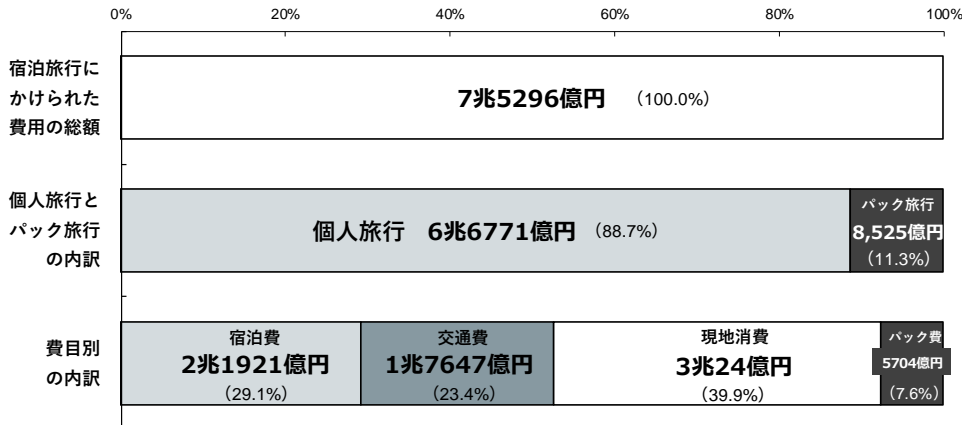 0%
20%
40%
60%
80%
100%
宿泊旅行に
かけられた
費用の総額
7兆5296億円 （100.0%）
個人旅行と
パック旅行
の内訳
個人旅行 6兆6771億円 （88.7%）
パック旅行
8,525億円
（11.3%）
費目別
の内訳
宿泊費
2兆1921億円
（29.1%）
交通費
1兆7647億円
（23.4%）
現地消費
3兆24億円
（39.9%）
パック費
5704億円
（7.6%）